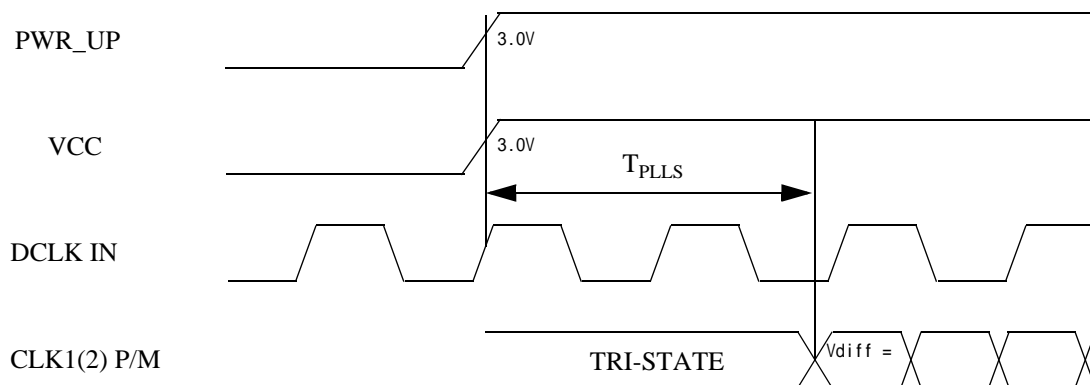 PWR_UP
3.0V
VCC
3.0V
TPLLS
DCLK IN
CLK1(2) P/M
TRI-STATE
Vdiff =